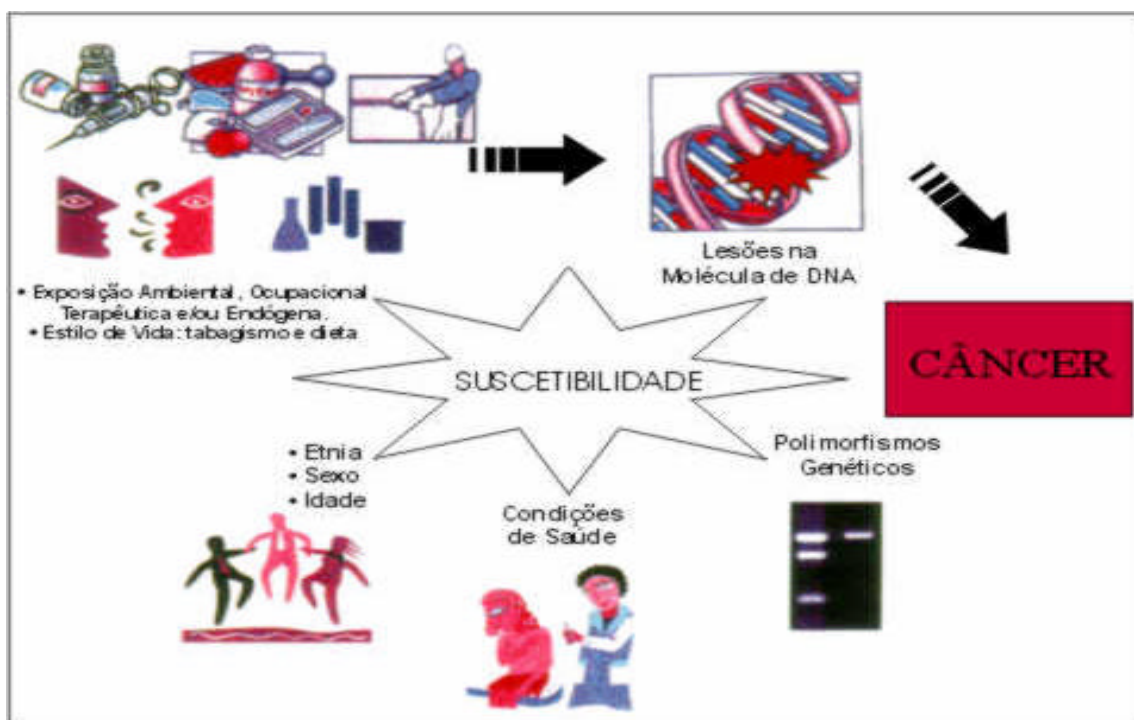 Lesões na
Molécula de DNA
• Exposição Ambiental, Ocupacional
Terapêutica e/ou Endógena.
• Estilo de Vida: tabagismo e dieta
CÂNCER
SUSCETIBILIDADE
• Etnia
• Sexo
• Idade
Condições
de Saúde
Polimorfismos
Genéticos